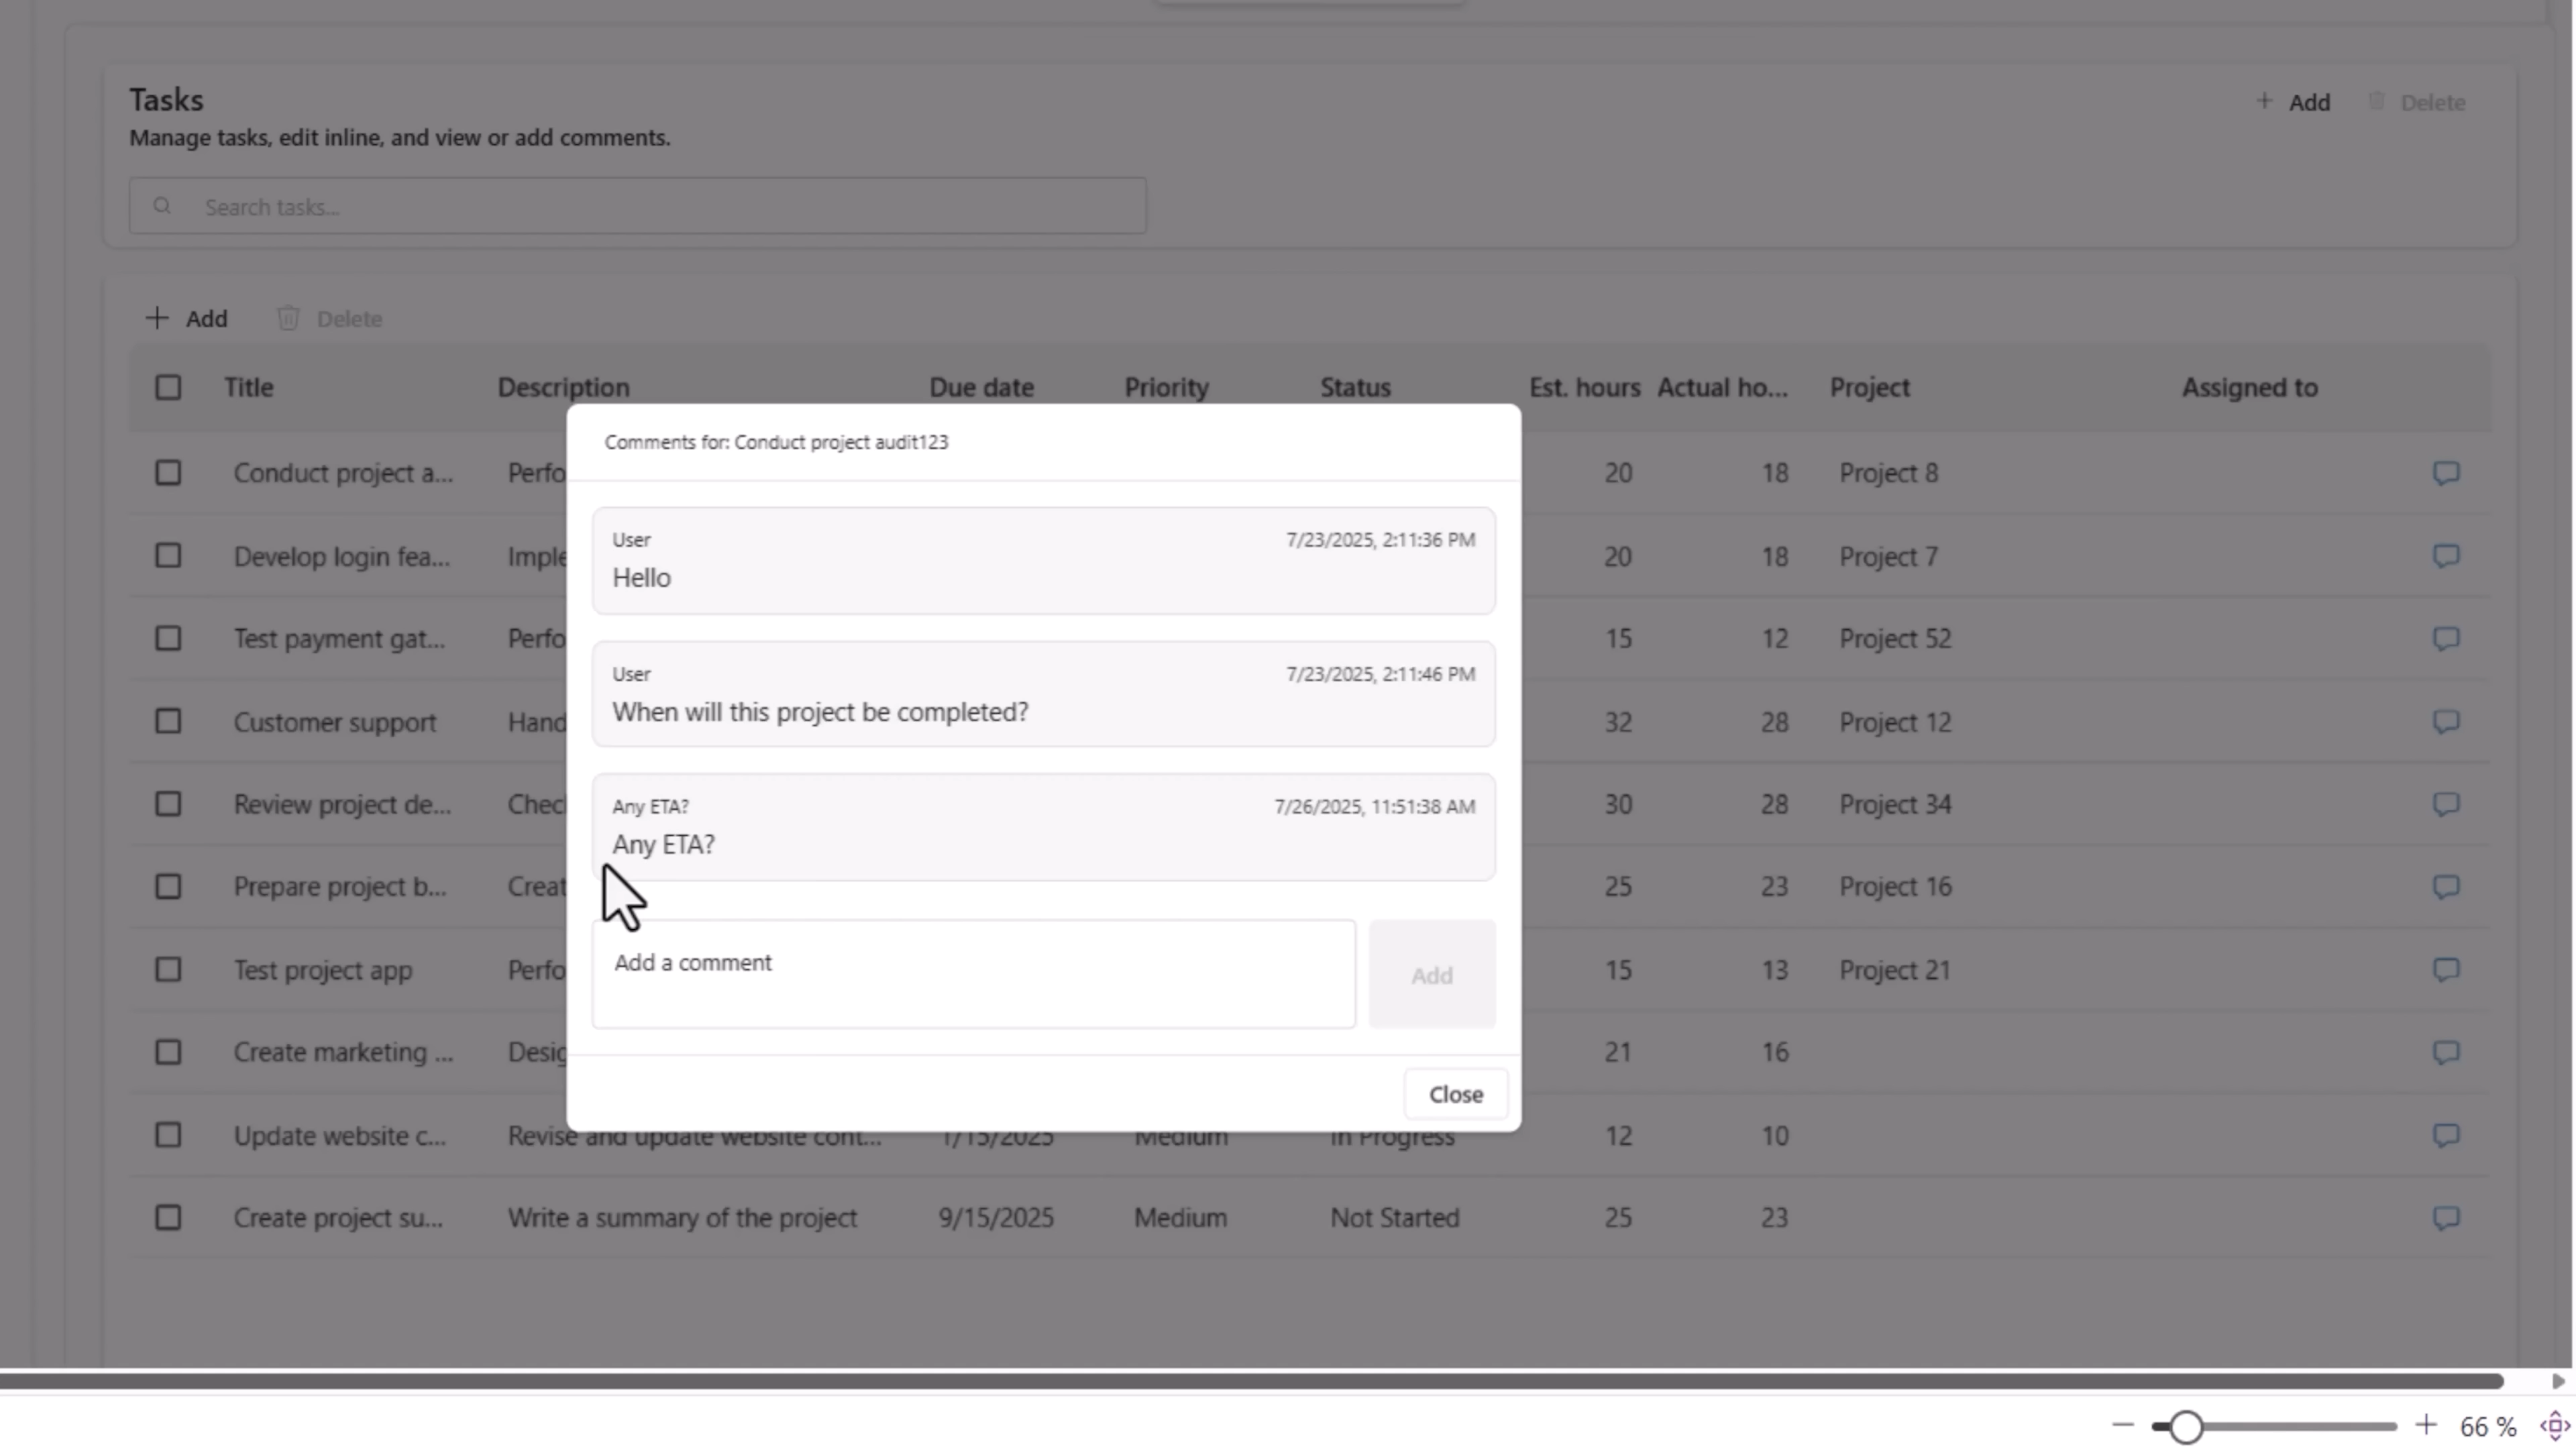 Tasks
+ Add Delete
Manage tasks, edit inline, and view or add comments.
Search tasks...
+ Add Delete
Title Description Due date Priority Status Est. hours Actual ho... Project Assigned to
Comments for: Conduct project audit123
Conduct project a... Perfo 20 18 Project 8
User 7/23/2025, 2:11:36 PM
Hello
Develop login fea... Imple 20 18 Project 7
Test payment gat... Perfo 15 12 Project 52
User 7/23/2025, 2:11:46 PM
When will this project be completed?
Customer support Hand 32 28 Project 12
Review project de... Chec 30 28 Project 34
Any ETA? 7/26/2025, 11:51:38 AM
Any ETA?
Prepare project b... Creat 25 23 Project 16
Add a comment
Add
Test project app Perfo 15 13 Project 21
Create marketing ... Desig 21 16
Close
Update website c... Revise and update website cont... 1/15/2025 Medium In Progress 12 10
Create project su... Write a summary of the project 9/15/2025 Medium Not Started 25 23
66 %